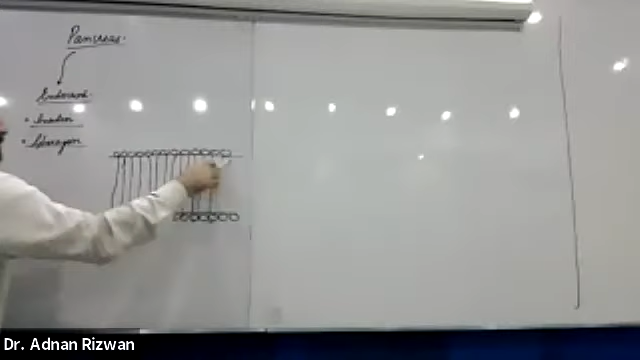 Pancreas.
Endocrine.
• Insulin
• Glucagon
Dr. Adnan Rizwan